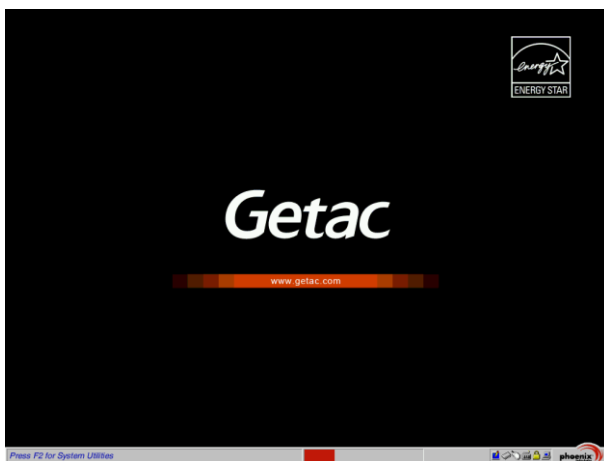 energy
ENERGY STAR
Getac
www.getac.com
Press F2 for System Utilities
phoenix